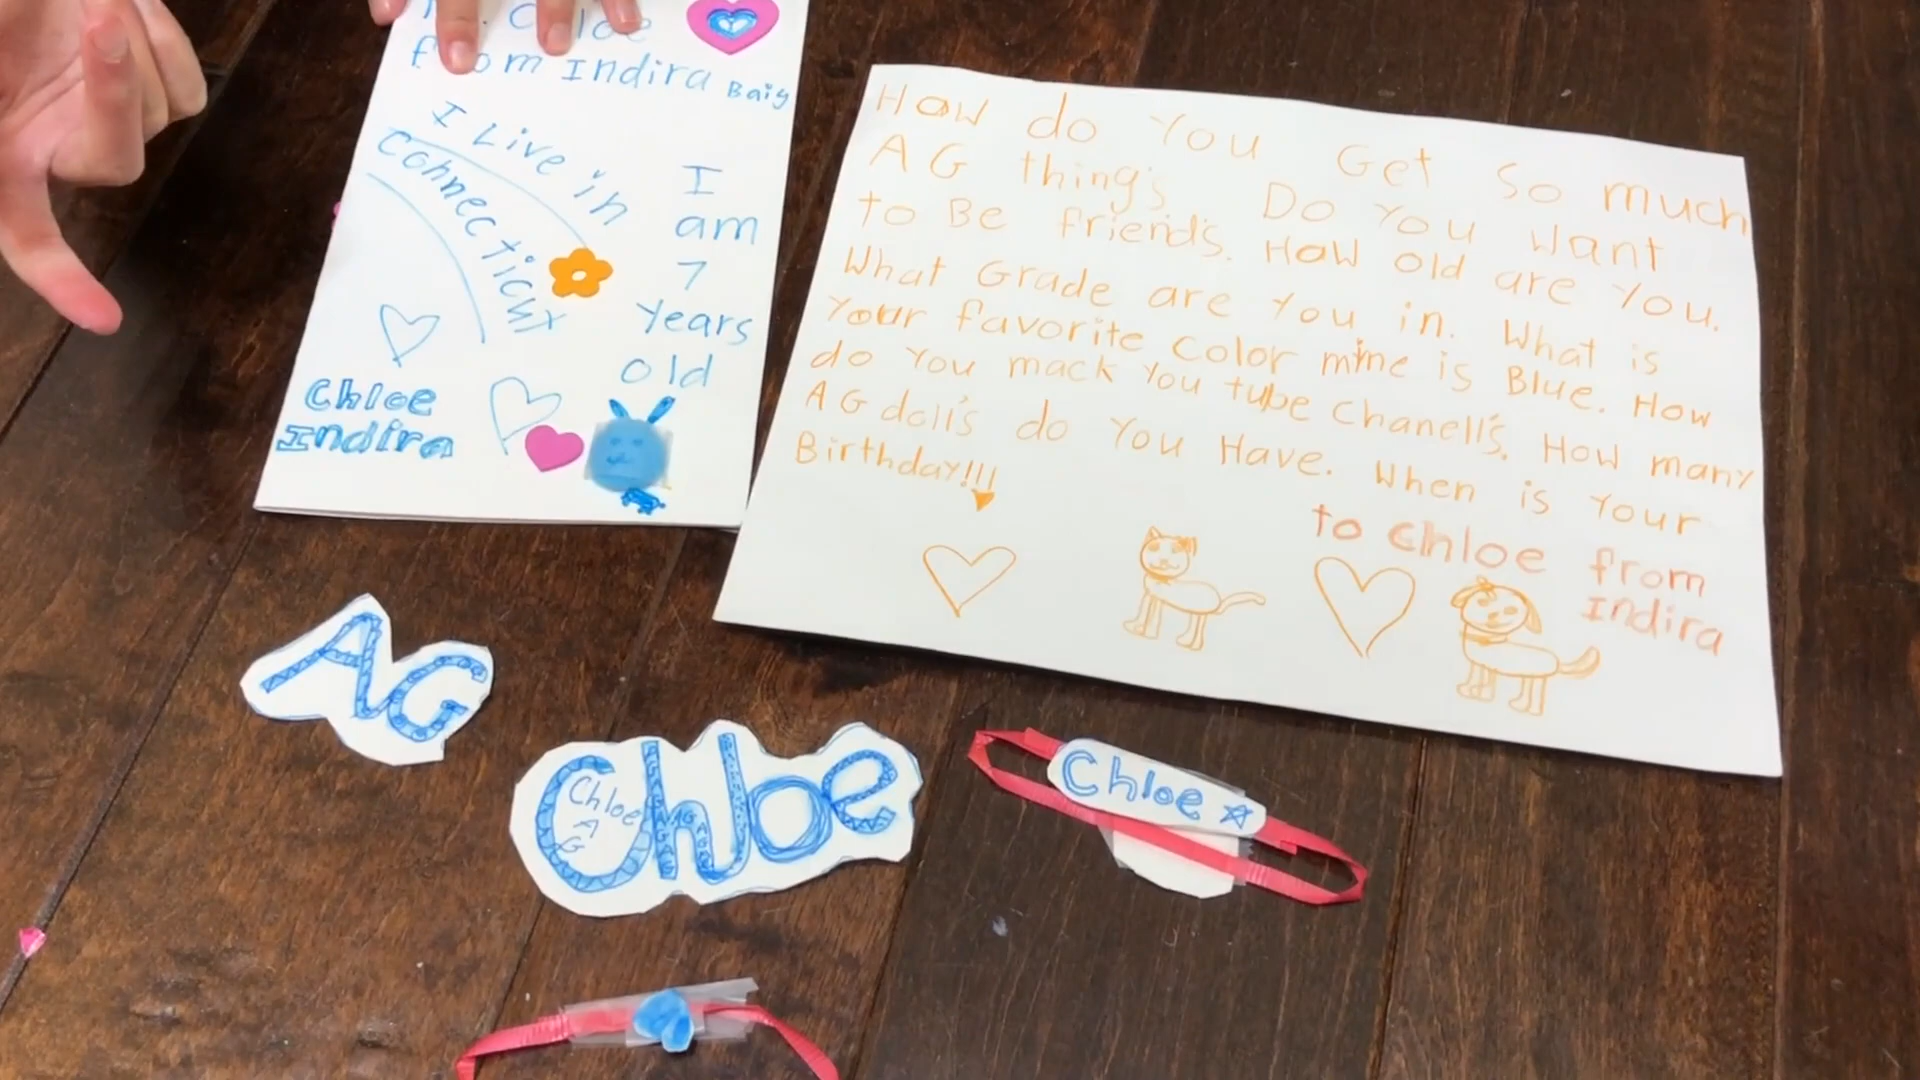 Chloe
from Indira Baig
I Live in
Connecticut
I
am
7
years
old
Chloe
Indira
How do You Get So much
AG thing's Do You Want
to Be friends. How old are You.
What Grade are You in. What is
Your favorite Color mine is Blue. How
do You mack You tube Chanell's. How many
AG doll's do You Have. When is Your
Birthday!!!
to Chloe from
Indira
AG
Chloe
Chloe
A
G
Chloe